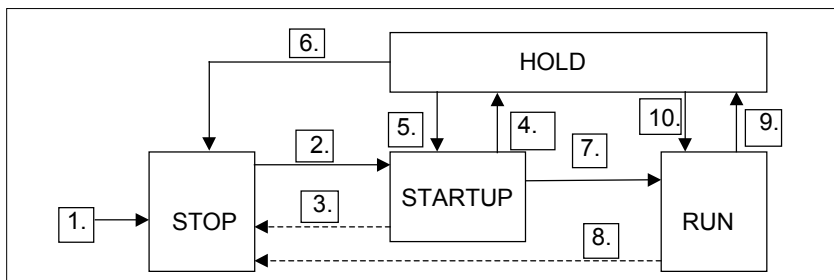 6.
HOLD
5.
4.
10.
9.
2.
7.
1.
STOP
3.
STARTUP
8.
RUN